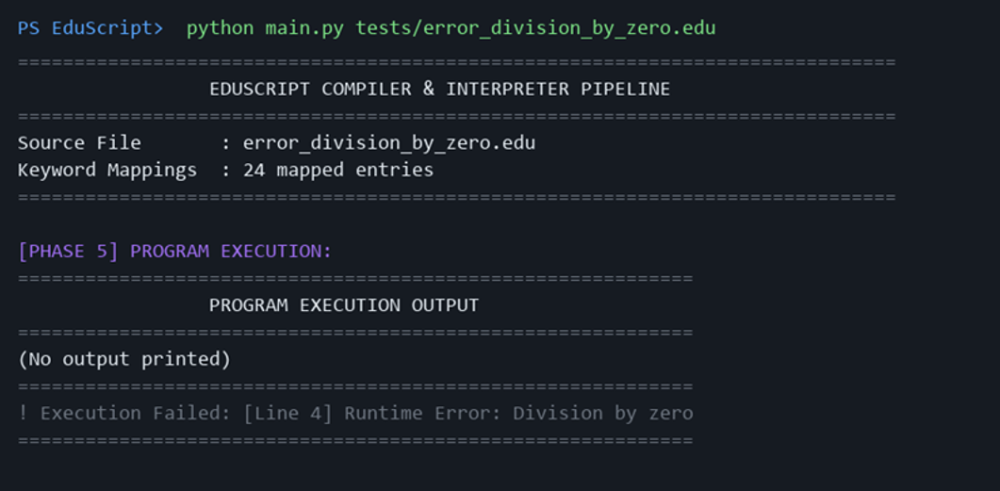 PS EduScript>  python main.py tests/error_division_by_zero.edu
==============================================================================
EDUSCRIPT COMPILER & INTERPRETER PIPELINE
==============================================================================
Source File       : error_division_by_zero.edu
Keyword Mappings  : 24 mapped entries
==============================================================================
[PHASE 5] PROGRAM EXECUTION:
============================================================
PROGRAM EXECUTION OUTPUT
============================================================
(No output printed)
============================================================
! Execution Failed: [Line 4] Runtime Error: Division by zero
============================================================